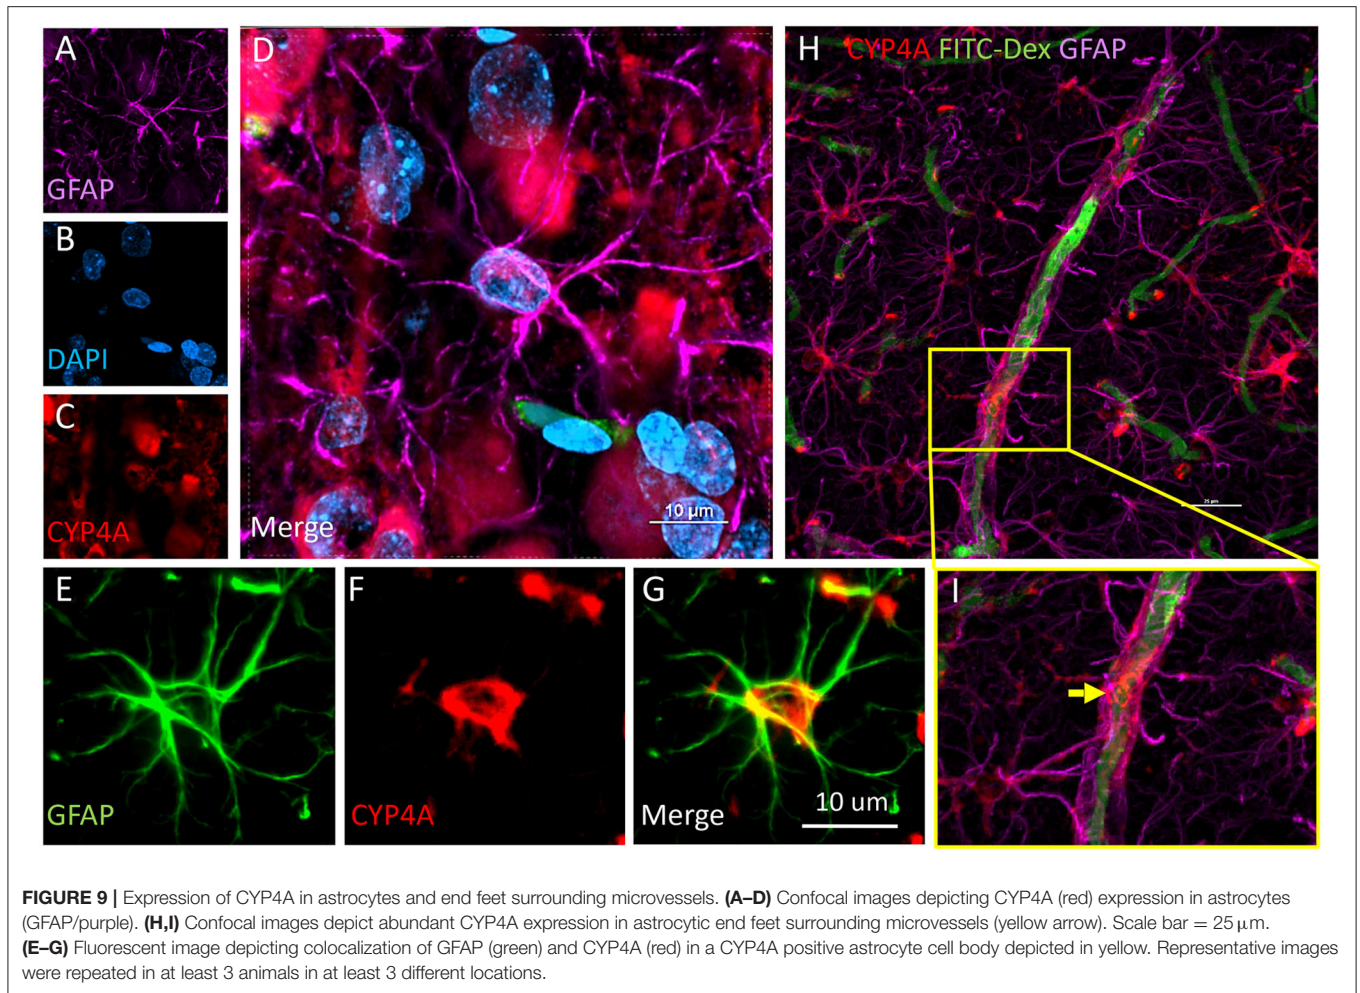 A
GFAP
B
DAPI
C
CYP4A
D
Merge
10 µm
H CYP4A FITC-Dex GFAP
25 µm
E
GFAP
F
CYP4A
G
Merge
10 um
I
FIGURE 9 | Expression of CYP4A in astrocytes and end feet surrounding microvessels. (A–D) Confocal images depicting CYP4A (red) expression in astrocytes
(GFAP/purple). (H,I) Confocal images depict abundant CYP4A expression in astrocytic end feet surrounding microvessels (yellow arrow). Scale bar = 25 µm.
(E–G) Fluorescent image depicting colocalization of GFAP (green) and CYP4A (red) in a CYP4A positive astrocyte cell body depicted in yellow. Representative images
were repeated in at least 3 animals in at least 3 different locations.